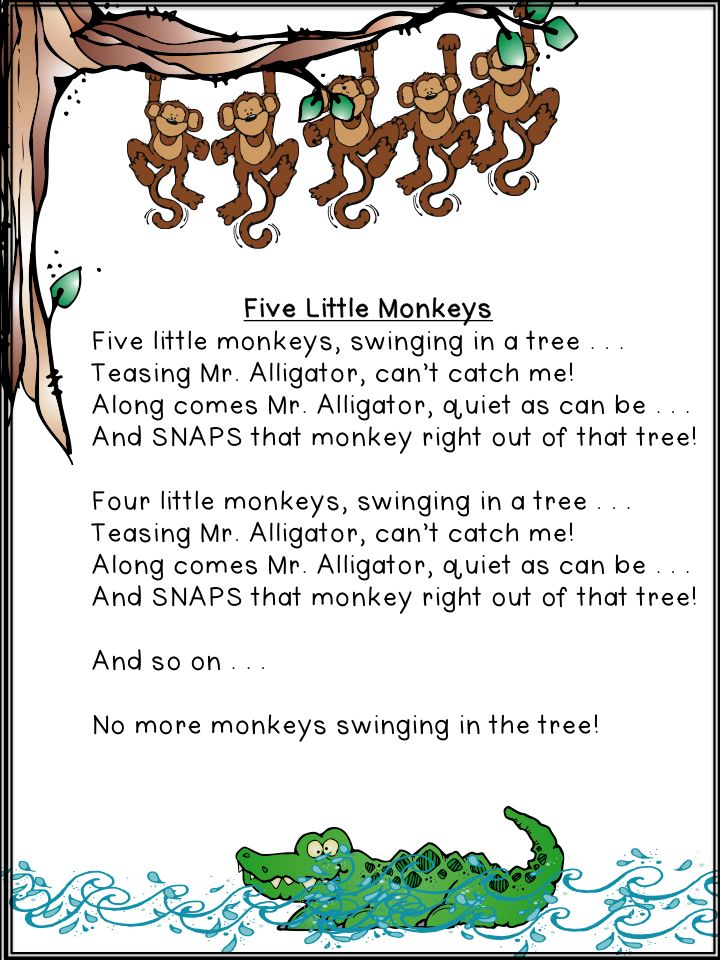 Five Little Monkeys
Five little monkeys, swinging in a tree . . .
Teasing Mr. Alligator, can't catch me!
Along comes Mr. Alligator, quiet as can be . . .
And SNAPS that monkey right out of that tree!
Four little monkeys, swinging in a tree . . .
Teasing Mr. Alligator, can't catch me!
Along comes Mr. Alligator, quiet as can be . . .
And SNAPS that monkey right out of that tree!
And so on . . .
No more monkeys swinging in the tree!